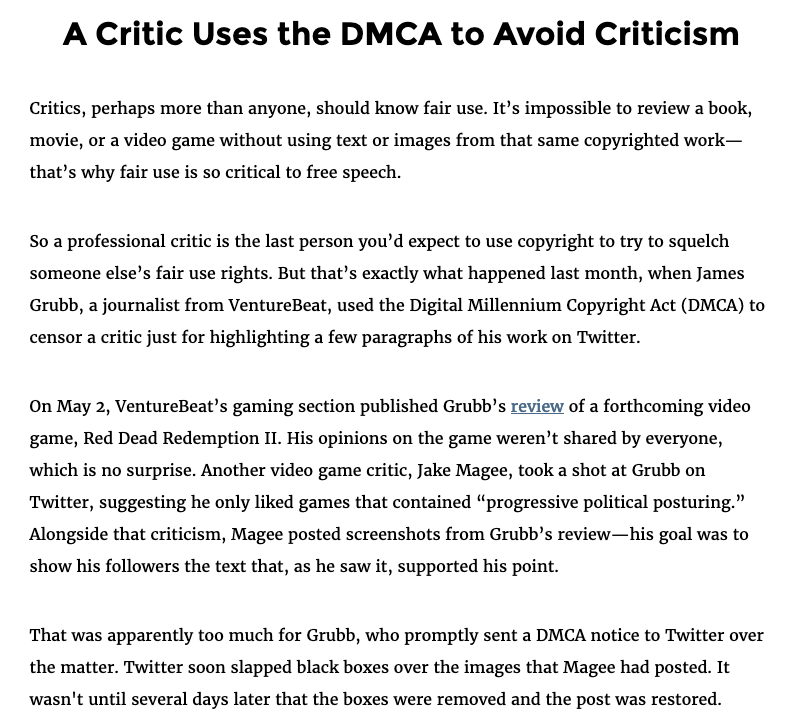 A Critic Uses the DMCA to Avoid Criticism
Critics, perhaps more than anyone, should know fair use. It’s impossible to review a book,
movie, or a video game without using text or images from that same copyrighted work—
that’s why fair use is so critical to free speech.
So a professional critic is the last person you’d expect to use copyright to try to squelch
someone else’s fair use rights. But that’s exactly what happened last month, when James
Grubb, a journalist from VentureBeat, used the Digital Millennium Copyright Act (DMCA) to
censor a critic just for highlighting a few paragraphs of his work on Twitter.
On May 2, VentureBeat’s gaming section published Grubb’s review of a forthcoming video
game, Red Dead Redemption II. His opinions on the game weren’t shared by everyone,
which is no surprise. Another video game critic, Jake Magee, took a shot at Grubb on
Twitter, suggesting he only liked games that contained “progressive political posturing.”
Alongside that criticism, Magee posted screenshots from Grubb’s review—his goal was to
show his followers the text that, as he saw it, supported his point.
That was apparently too much for Grubb, who promptly sent a DMCA notice to Twitter over
the matter. Twitter soon slapped black boxes over the images that Magee had posted. It
wasn't until several days later that the boxes were removed and the post was restored.